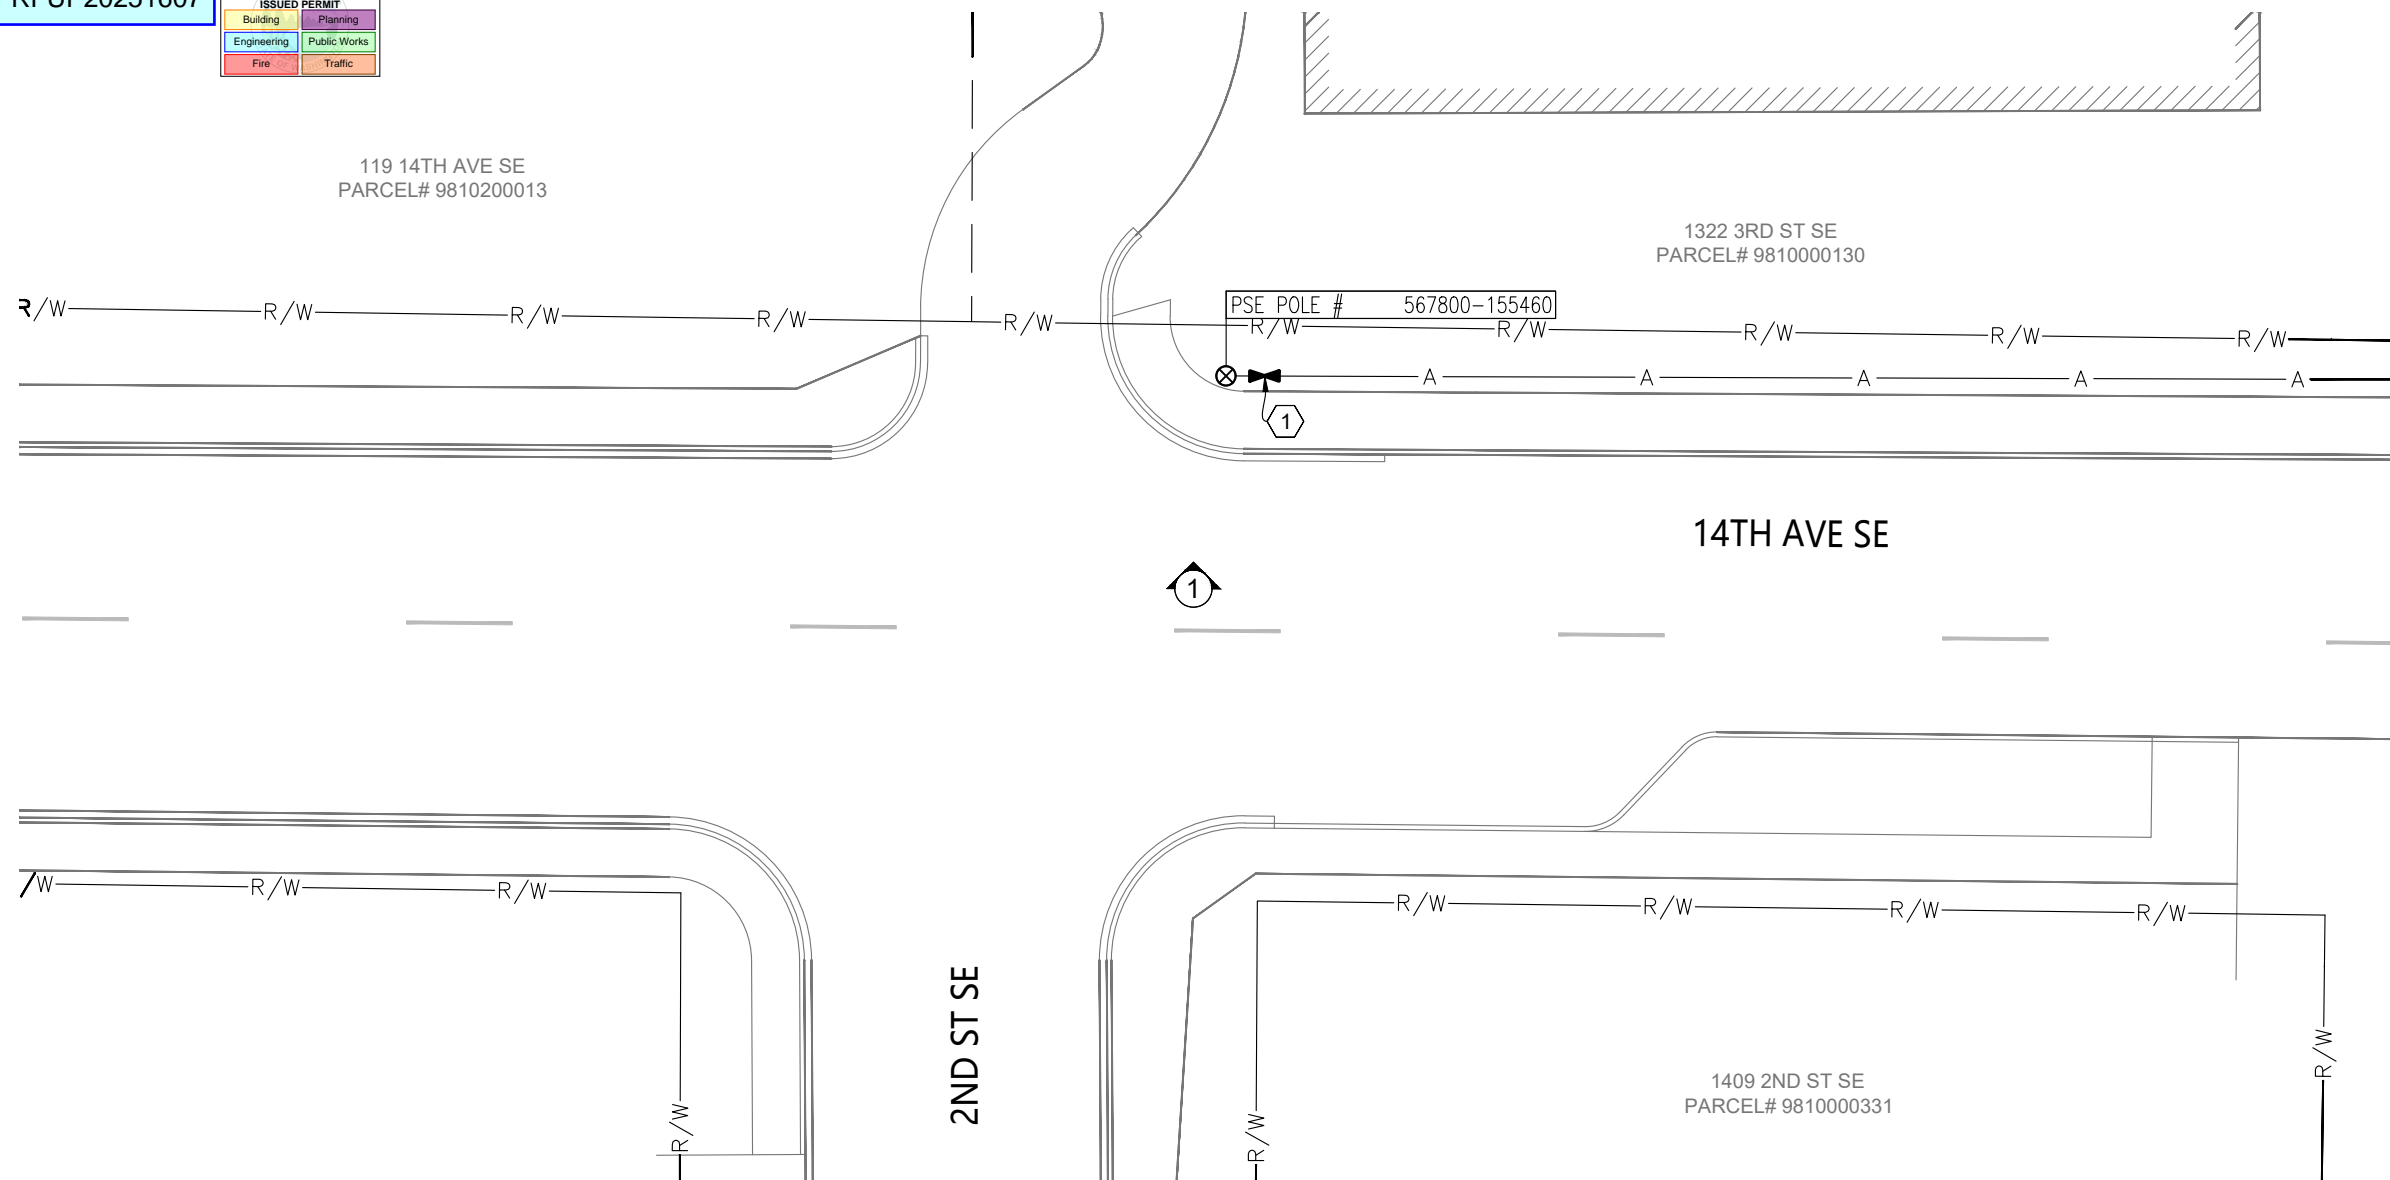 ISSUED PERMIT
Building
Planning
Engineering
Public Works
Fire
Traffic
119 14TH AVE SE
PARCEL# 9810200013
1322 3RD ST SE
PARCEL# 9810000130
PSE POLE # 567800-155460
R/W
R/W
R/W
R/W
R/W
R/W
R/W
R/W
R/W
R/W
A
A
A
A
A
1
14TH AVE SE
1
/W
R/W
R/W
R/W
R/W
R/W
R/W
2ND ST SE
R/W
R/W
R/W
1409 2ND ST SE
PARCEL# 9810000331